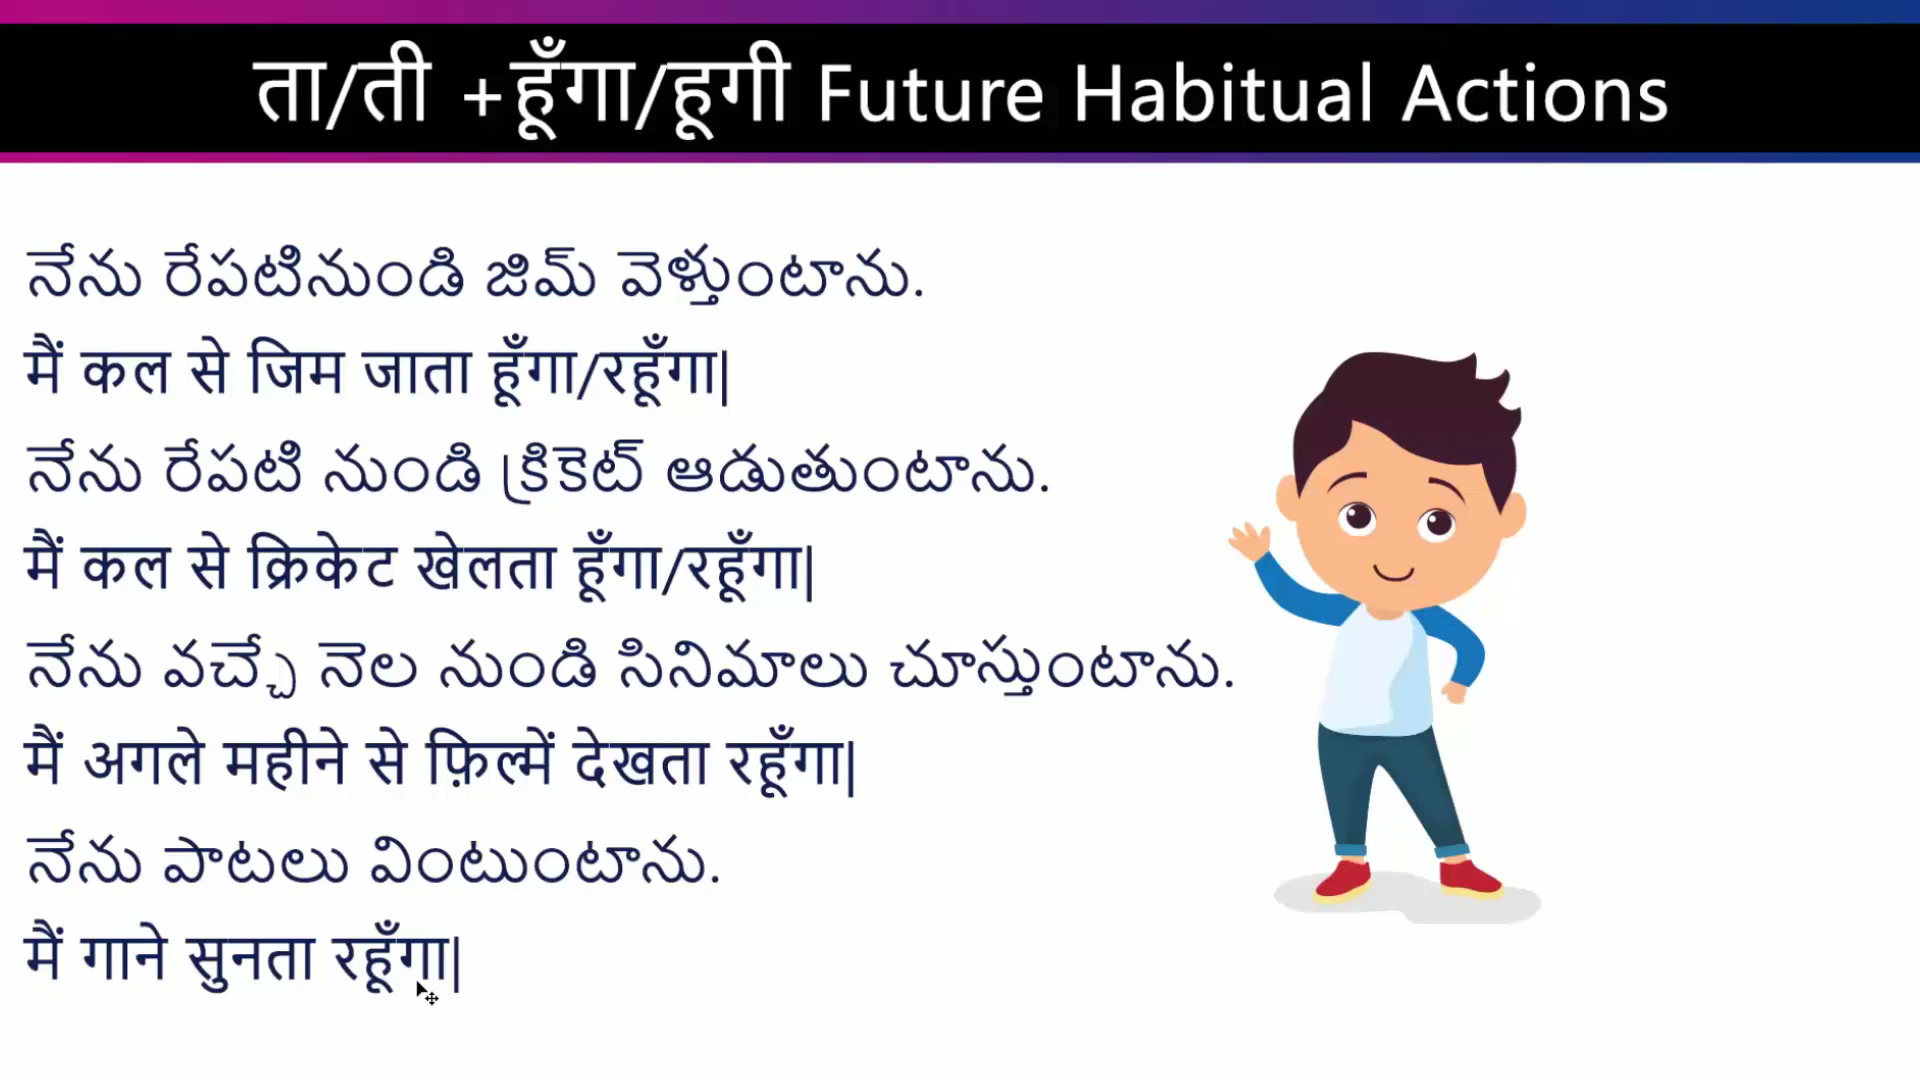 ता/ती +हूँगा/हूगी Future Habitual Actions
నేను రేపటినుండి జిమ్ వెళ్తుంటాను.
मैं कल से जिम जाता हूँगा/रहूँगा|
నేను రేపటి నుండి క్రికెట్ ఆడుతుంటాను.
मैं कल से क्रिकेट खेलता हूँगा/रहूँगा|
నేను వచ్చే నెల నుండి సినిమాలు చూస్తుంటాను.
मैं अगले महीने से फ़िल्में देखता रहूँगा|
నేను పాటలు వింటుంటాను.
मैं गाने सुनता रहूँगा|